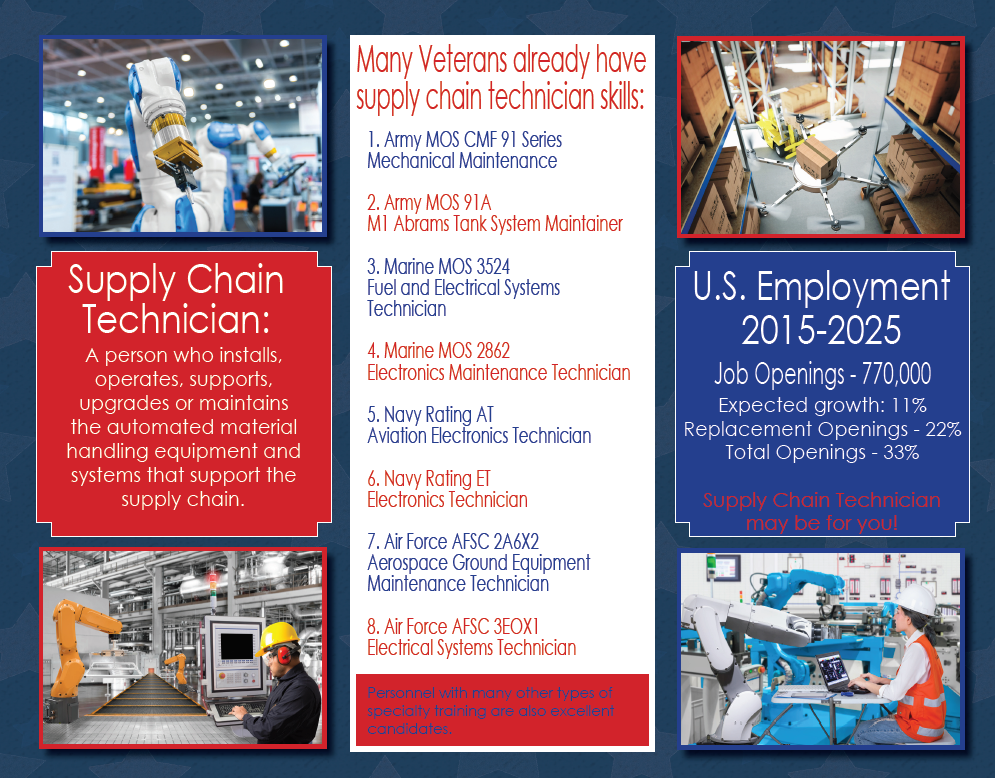 Supply Chain
Technician:
A person who installs,
operates, supports,
upgrades or maintains
the automated material
handling equipment and
systems that support the
supply chain.
Many Veterans already have
supply chain technician skills:
1. Army MOS CMF 91 Series
Mechanical Maintenance
2. Army MOS 91A
M1 Abrams Tank System Maintainer
3. Marine MOS 3524
Fuel and Electrical Systems
Technician
4. Marine MOS 2862
Electronics Maintenance Technician
5. Navy Rating AT
Aviation Electronics Technician
6. Navy Rating ET
Electronics Technician
7. Air Force AFSC 2A6X2
Aerospace Ground Equipment
Maintenance Technician
8. Air Force AFSC 3EOX1
Electrical Systems Technician
Personnel with many other types of
specialty training are also excellent
candidates.
U.S. Employment
2015-2025
Job Openings - 770,000
Expected growth: 11%
Replacement Openings - 22%
Total Openings - 33%
Supply Chain Technician
may be for you!